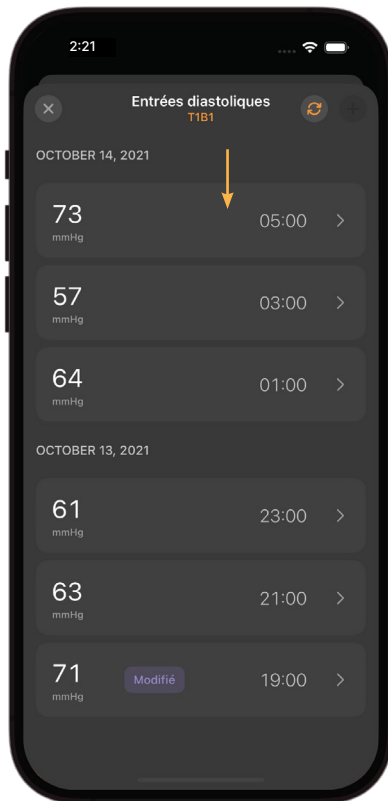 2:21
Entrées diastoliques
T1B1
OCTOBER 14, 2021
73
05:00
mmHg
57
03:00
mmHg
64
01:00
mmHg
OCTOBER 13, 2021
61
23:00
mmHg
63
21:00
mmHg
71 Modifié 19:00
mmHg